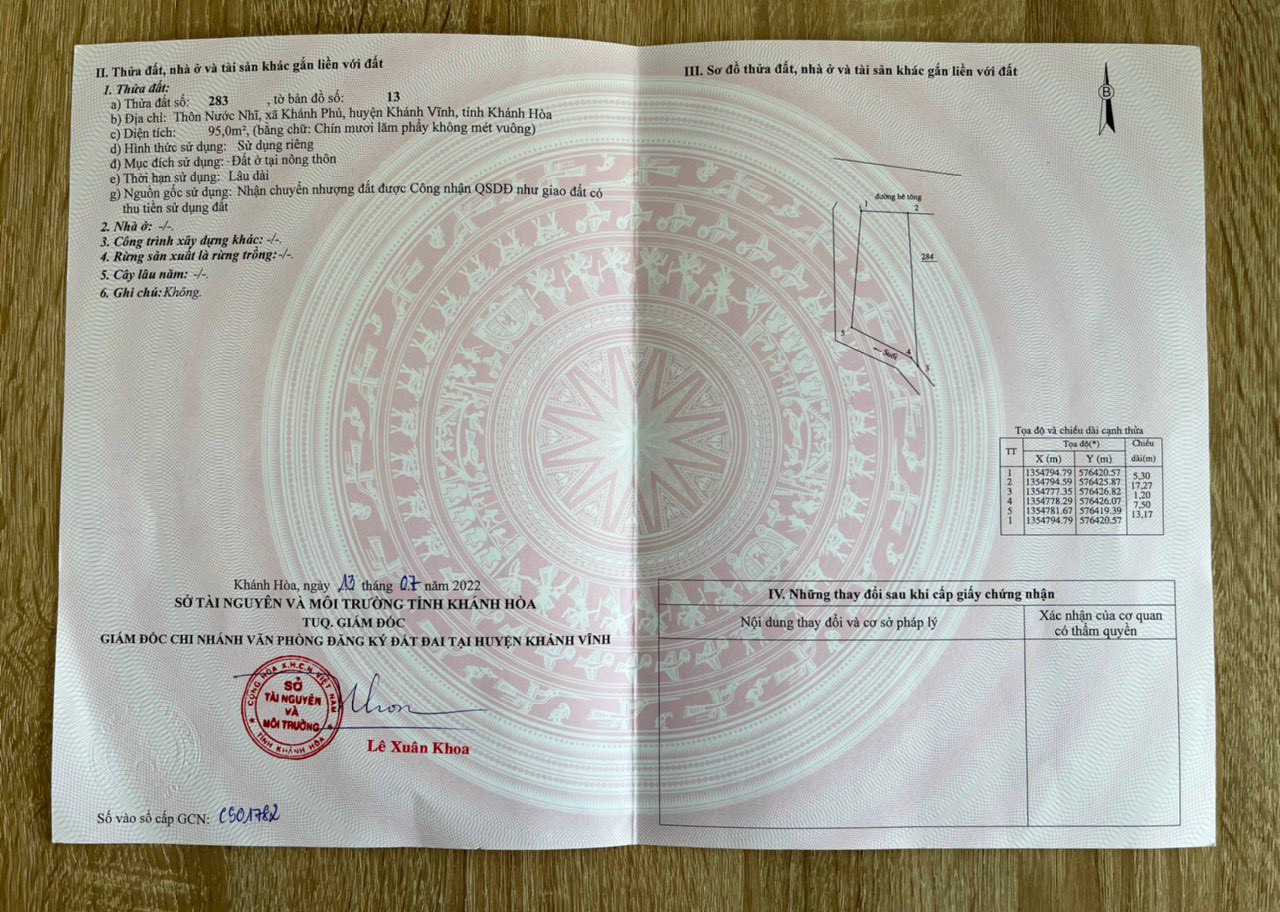 II. Thửa đất, nhà ở và tài sản khác gắn liền với đất
1. Thửa đất:
a) Thửa đất số: 283 , tờ bản đồ số: 13
b) Địa chỉ: Thôn Nước Nhĩ, xã Khánh Phú, huyện Khánh Vĩnh, tỉnh Khánh Hòa
c) Diện tích: 95,0m², (bằng chữ: Chín mươi lăm phẩy không mét vuông)
d) Hình thức sử dụng: Sử dụng riêng
đ) Mục đích sử dụng: Đất ở tại nông thôn
e) Thời hạn sử dụng: Lâu dài
g) Nguồn gốc sử dụng: Nhận chuyển nhượng đất được Công nhận QSDĐ như giao đất có
thu tiền sử dụng đất
2. Nhà ở: -/-.
3. Công trình xây dựng khác: -/-.
4. Rừng sản xuất là rừng trồng: -/-.
5. Cây lâu năm: -/-.
6. Ghi chú: Không.
Khánh Hòa, ngày 13 tháng 07 năm 2022
SỞ TÀI NGUYÊN VÀ MÔI TRƯỜNG TỈNH KHÁNH HÒA
TUQ. GIÁM ĐỐC
GIÁM ĐỐC CHI NHÁNH VĂN PHÒNG ĐĂNG KÝ ĐẤT ĐAI TẠI HUYỆN KHÁNH VĨNH
CỘNG HÒA X.H.C.N VIỆT NAM
SỞ
TÀI NGUYÊN
VÀ
MÔI TRƯỜNG
TỈNH KHÁNH HÒA
Lê Xuân Khoa
Số vào sổ cấp GCN: CS01782
III. Sơ đồ thửa đất, nhà ở và tài sản khác gắn liền với đất
B
đường bê tông
1
2
284
5
Suối
4
3
Tọa độ và chiều dài cạnh thửa
TT Tọa độ(*) Chiều
X (m) Y (m) dài(m)
1 1354794.79 576420.57
5,30
2 1354794.59 576425.87
17,27
3 1354777.35 576426.82
1,20
4 1354778.29 576426.07
7,50
5 1354781.67 576419.39
13,17
1 1354794.79 576420.57
IV. Những thay đổi sau khi cấp giấy chứng nhận
Nội dung thay đổi và cơ sở pháp lý
Xác nhận của cơ quan
có thẩm quyền